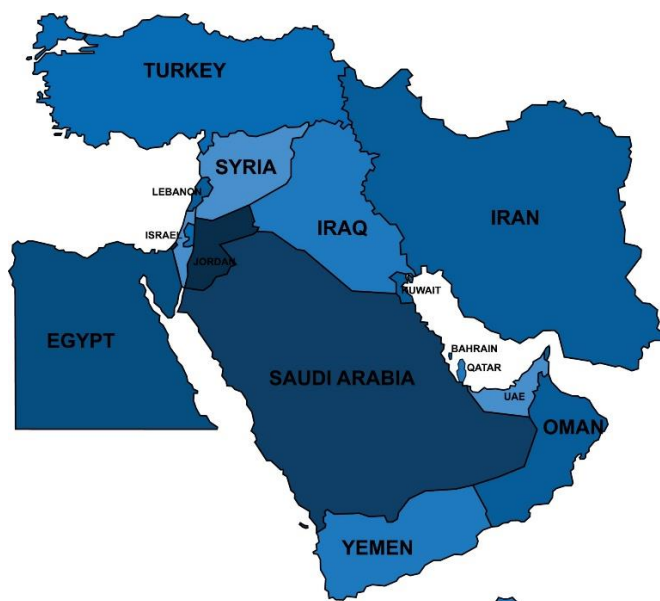 TURKEY
SYRIA
LEBANON
IRAN
IRAQ
ISRAEL
JORDAN
KUWAIT
EGYPT
BAHRAIN
QATAR
SAUDI ARABIA
UAE
OMAN
YEMEN